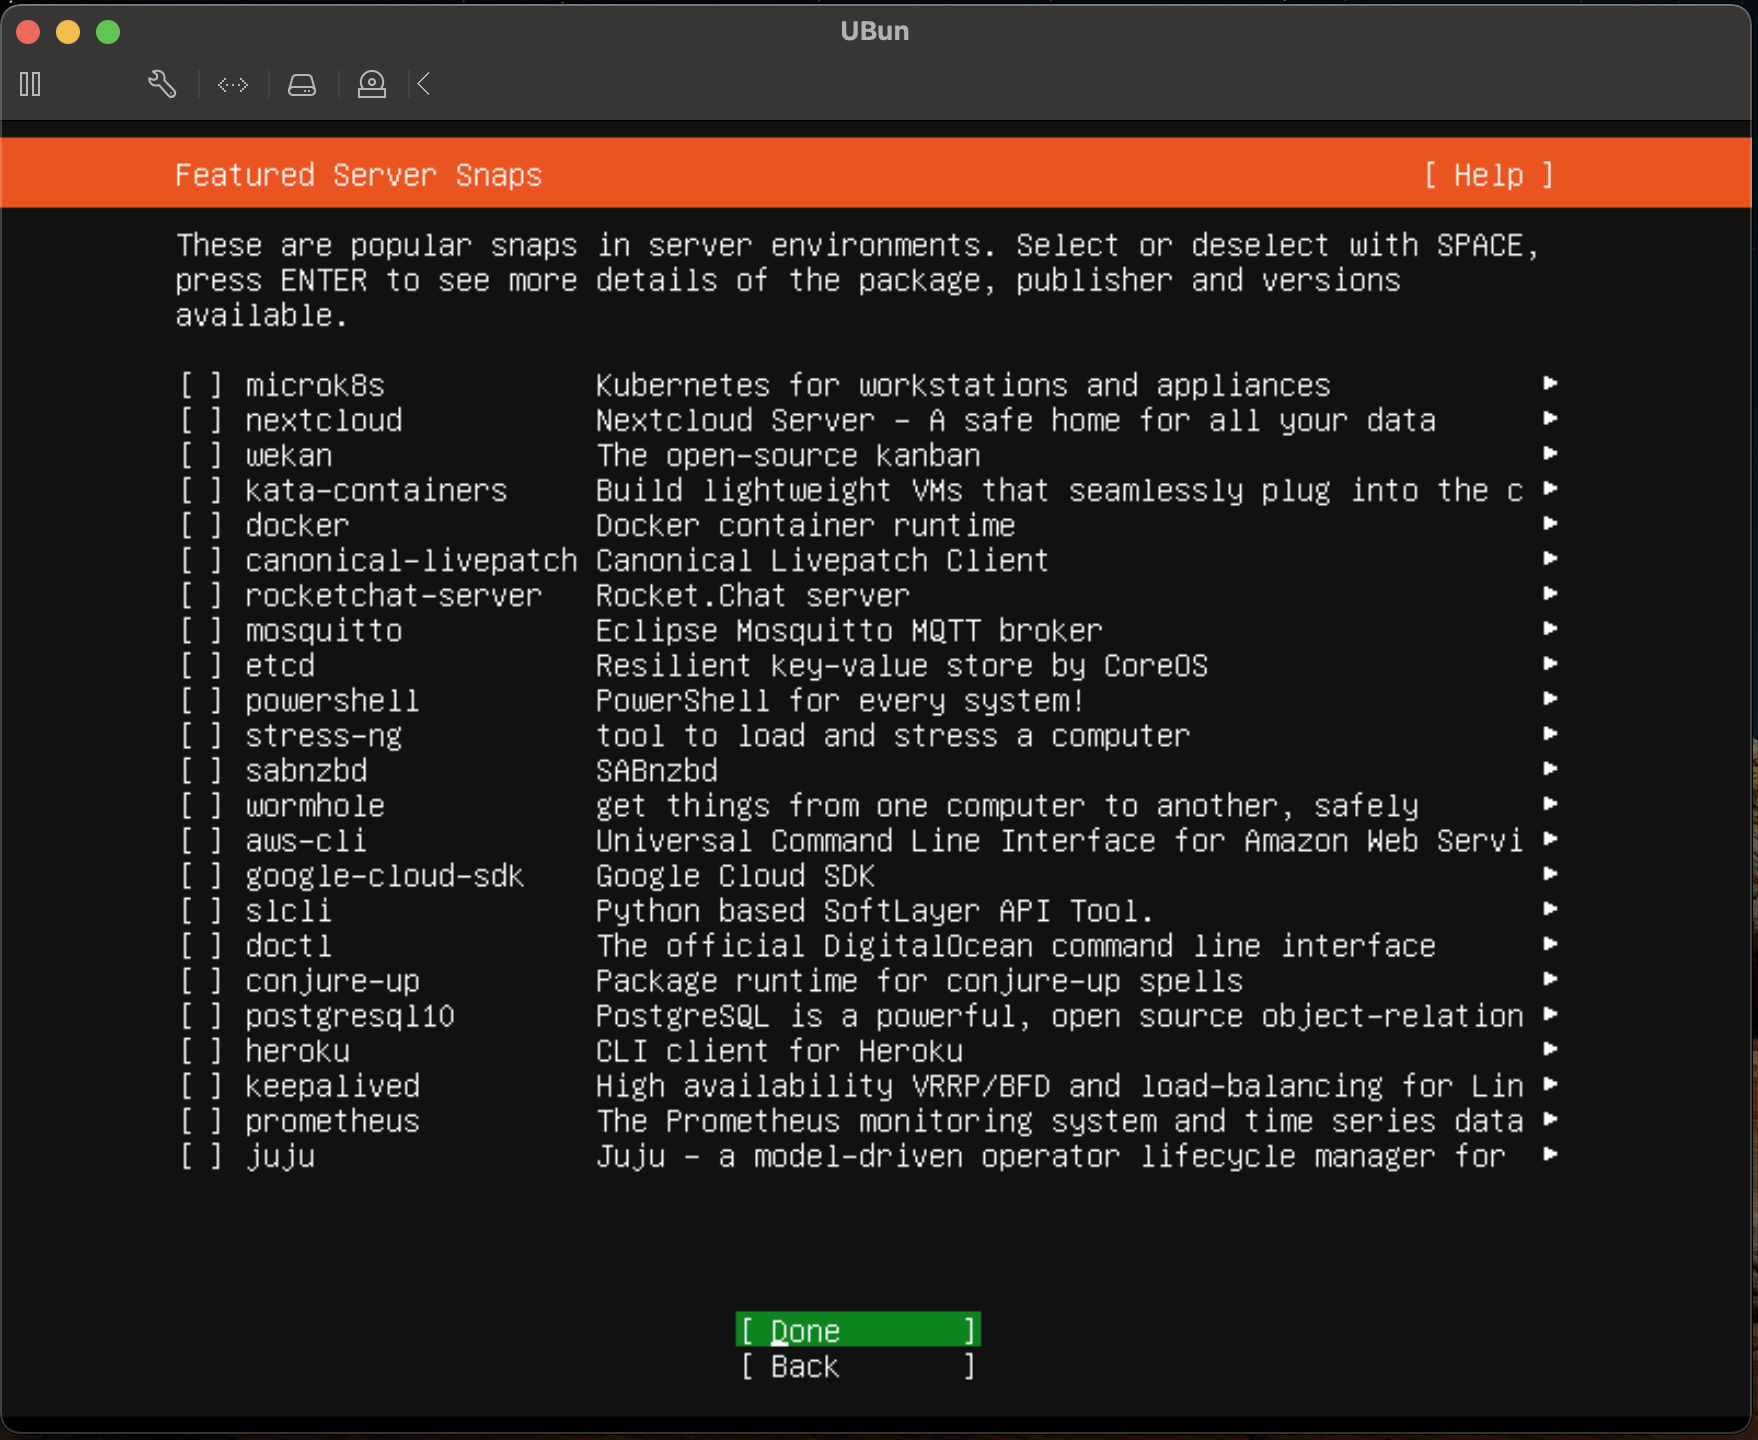 UBun
Featured Server Snaps [ Help ]
These are popular snaps in server environments. Select or deselect with SPACE,
press ENTER to see more details of the package, publisher and versions
available.
[ ] microk8s Kubernetes for workstations and appliances ▸
[ ] nextcloud Nextcloud Server - A safe home for all your data ▸
[ ] wekan The open-source kanban ▸
[ ] kata-containers Build lightweight VMs that seamlessly plug into the c ▸
[ ] docker Docker container runtime ▸
[ ] canonical-livepatch Canonical Livepatch Client ▸
[ ] rocketchat-server Rocket.Chat server ▸
[ ] mosquitto Eclipse Mosquitto MQTT broker ▸
[ ] etcd Resilient key-value store by CoreOS ▸
[ ] powershell PowerShell for every system! ▸
[ ] stress-ng tool to load and stress a computer ▸
[ ] sabnzbd SABnzbd ▸
[ ] wormhole get things from one computer to another, safely ▸
[ ] aws-cli Universal Command Line Interface for Amazon Web Servi ▸
[ ] google-cloud-sdk Google Cloud SDK ▸
[ ] slcli Python based SoftLayer API Tool. ▸
[ ] doctl The official DigitalOcean command line interface ▸
[ ] conjure-up Package runtime for conjure-up spells ▸
[ ] postgresql10 PostgreSQL is a powerful, open source object-relation ▸
[ ] heroku CLI client for Heroku ▸
[ ] keepalived High availability VRRP/BFD and load-balancing for Lin ▸
[ ] prometheus The Prometheus monitoring system and time series data ▸
[ ] juju Juju - a model-driven operator lifecycle manager for ▸
[ Done ]
[ Back ]